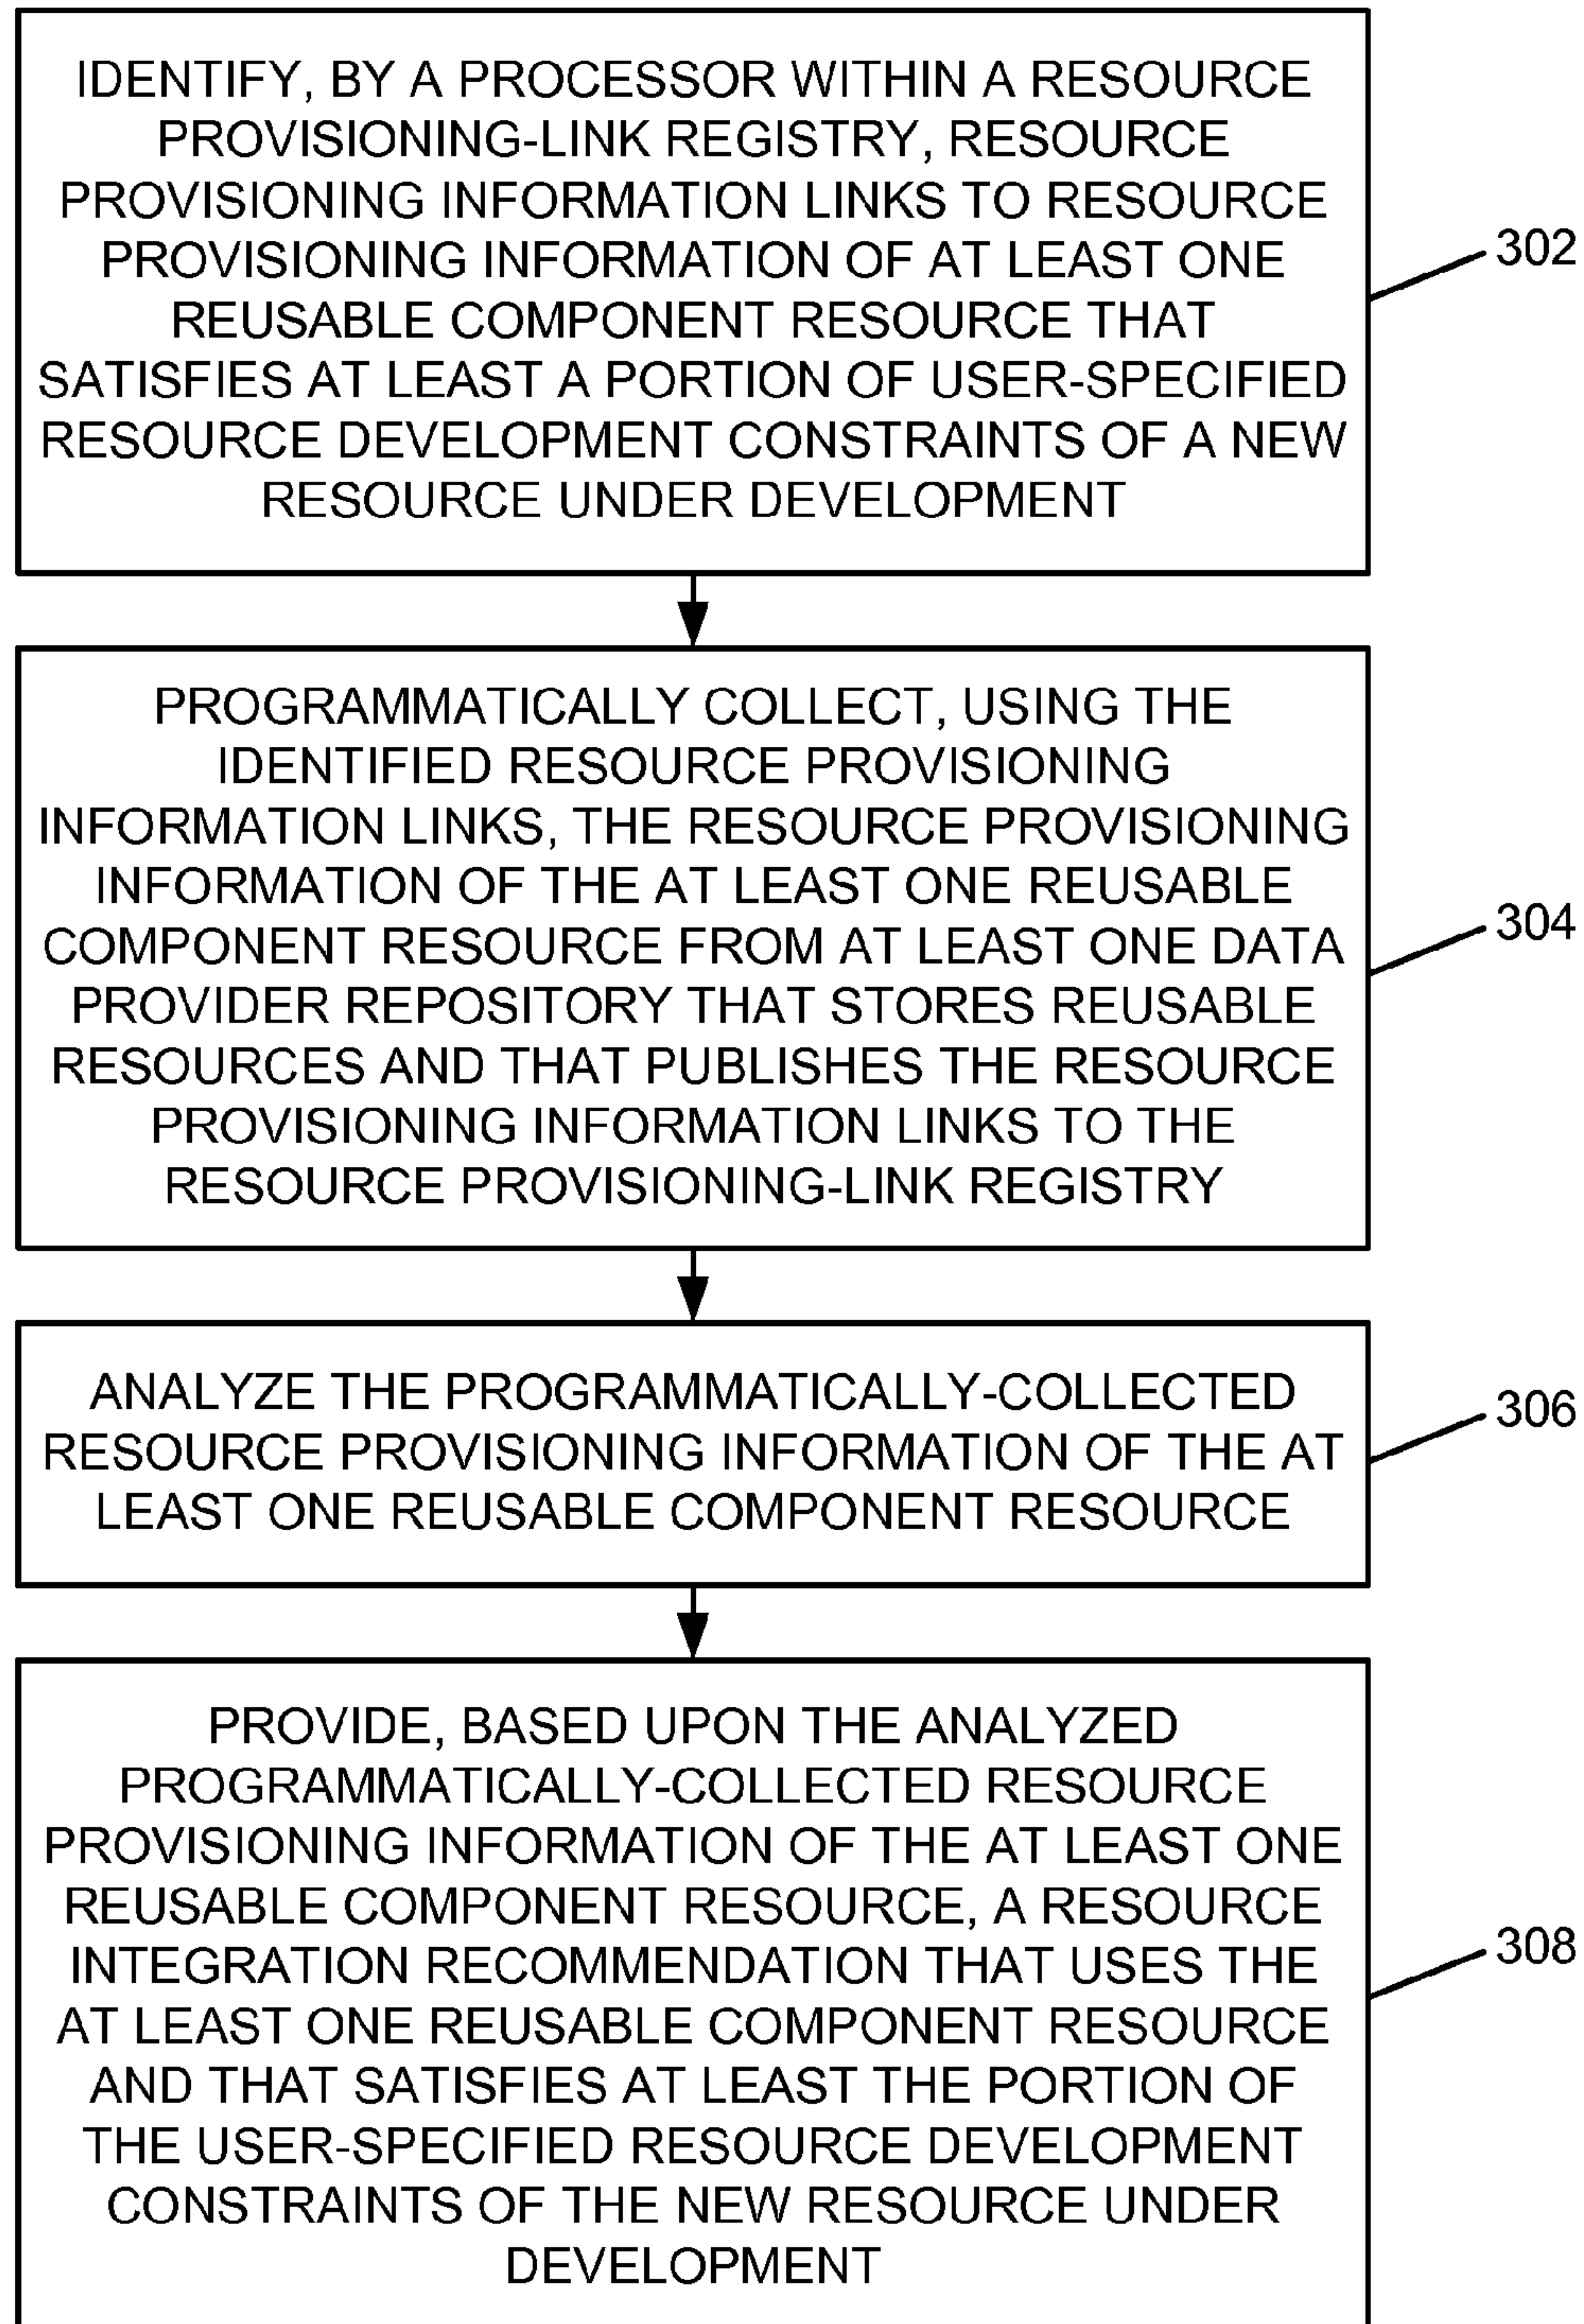 IDENTIFY, BY A PROCESSOR WITHIN A RESOURCE
PROVISIONING-LINK REGISTRY, RESOURCE
PROVISIONING INFORMATION LINKS TO RESOURCE
PROVISIONING INFORMATION OF AT LEAST ONE
REUSABLE COMPONENT RESOURCE THAT
SATISFIES AT LEAST A PORTION OF USER-SPECIFIED
RESOURCE DEVELOPMENT CONSTRAINTS OF A NEW
RESOURCE UNDER DEVELOPMENT
302
PROGRAMMATICALLY COLLECT, USING THE
IDENTIFIED RESOURCE PROVISIONING
INFORMATION LINKS, THE RESOURCE PROVISIONING
INFORMATION OF THE AT LEAST ONE REUSABLE
COMPONENT RESOURCE FROM AT LEAST ONE DATA
PROVIDER REPOSITORY THAT STORES REUSABLE
RESOURCES AND THAT PUBLISHES THE RESOURCE
PROVISIONING INFORMATION LINKS TO THE
RESOURCE PROVISIONING-LINK REGISTRY
304
ANALYZE THE PROGRAMMATICALLY-COLLECTED
RESOURCE PROVISIONING INFORMATION OF THE AT
LEAST ONE REUSABLE COMPONENT RESOURCE
306
PROVIDE, BASED UPON THE ANALYZED
PROGRAMMATICALLY-COLLECTED RESOURCE
PROVISIONING INFORMATION OF THE AT LEAST ONE
REUSABLE COMPONENT RESOURCE, A RESOURCE
INTEGRATION RECOMMENDATION THAT USES THE
AT LEAST ONE REUSABLE COMPONENT RESOURCE
AND THAT SATISFIES AT LEAST THE PORTION OF
THE USER-SPECIFIED RESOURCE DEVELOPMENT
CONSTRAINTS OF THE NEW RESOURCE UNDER
DEVELOPMENT
308